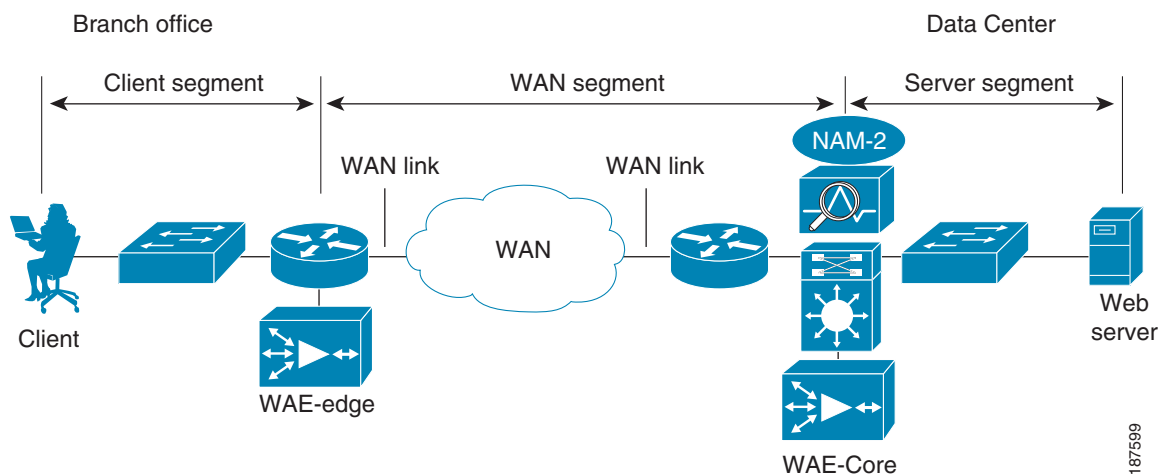 Branch office
Data Center
Client segment
WAN segment
Server segment
NAM-2
WAN link
WAN link
WAN
Client
Web
server
WAE-edge
WAE-Core
187599